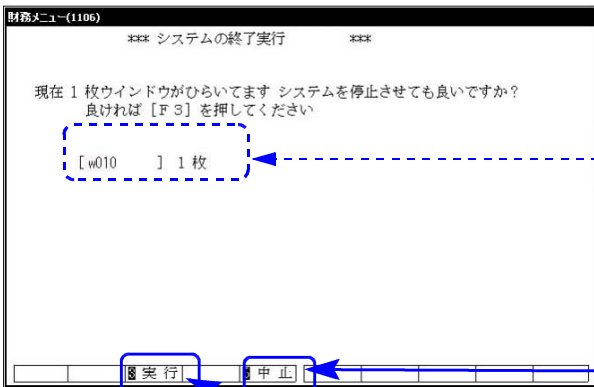 財務メニュー(1106)
*** システムの終了実行 ***
現在 1 枚ウインドウがひらいてます システムを停止させても良いですか?
良ければ [F3] を押してください
[ w010 ] 1 枚
実 行 中 止